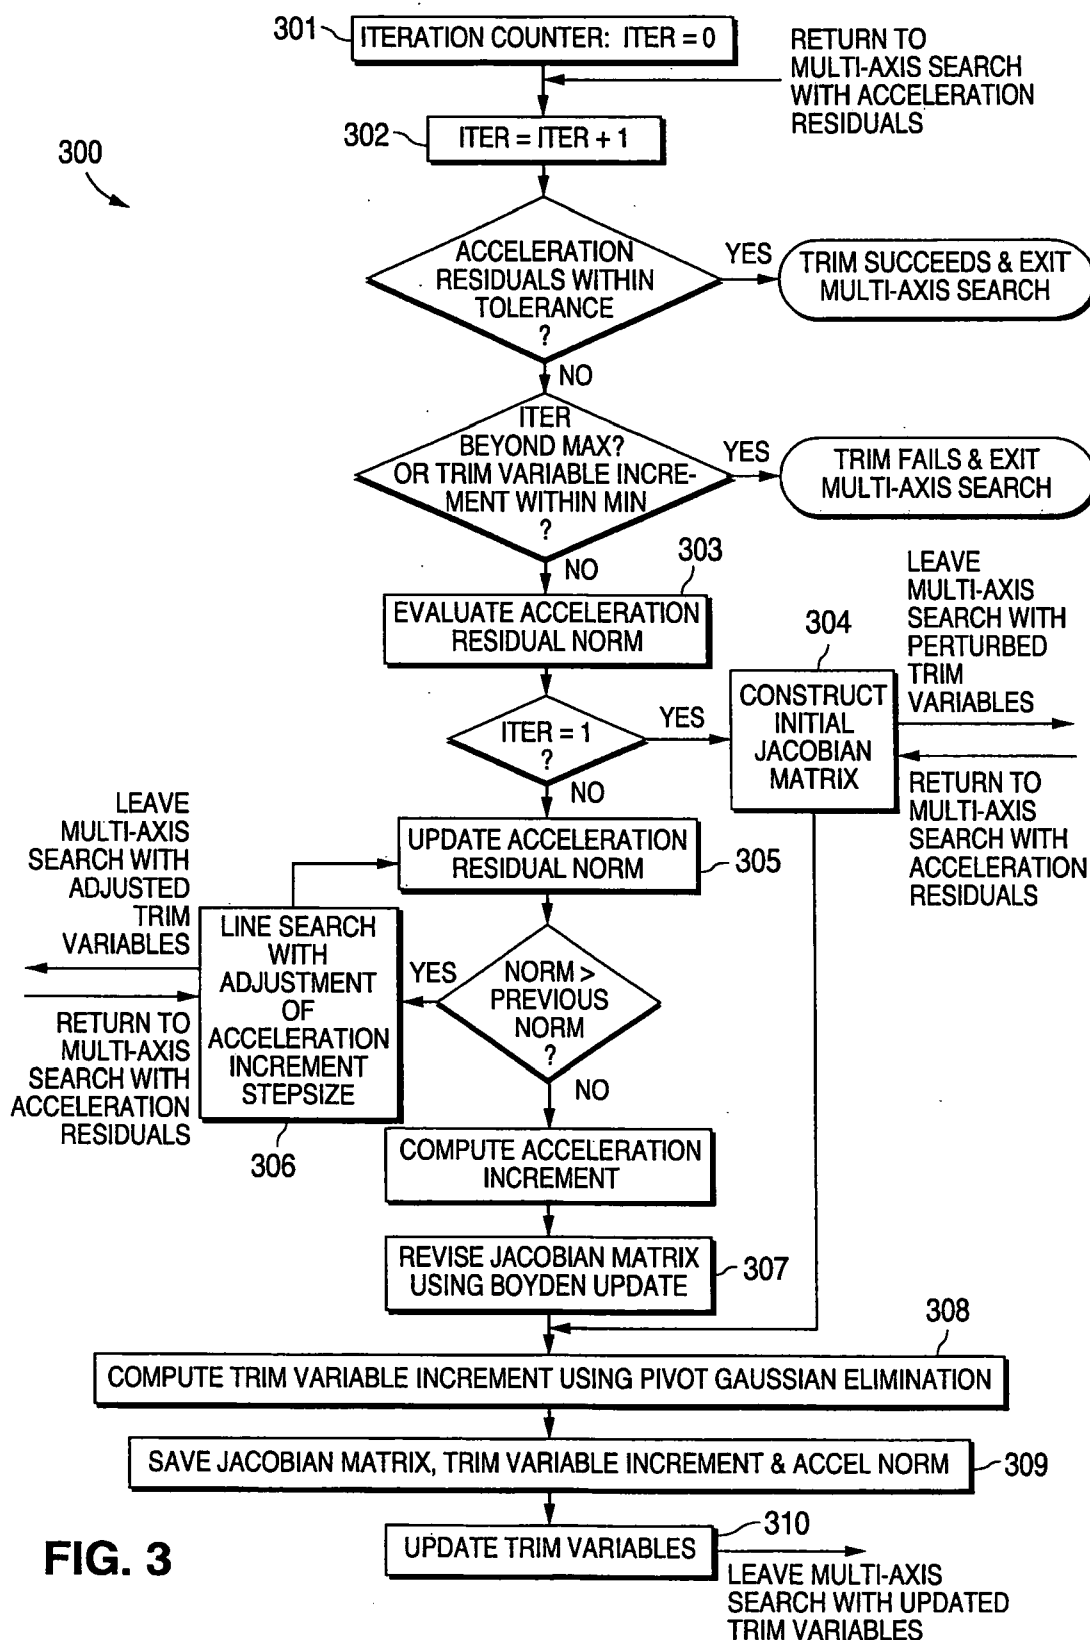 301
ITERATION COUNTER: ITER = 0
RETURN TO
MULTI-AXIS SEARCH
WITH ACCELERATION
RESIDUALS
302
ITER = ITER + 1
300
ACCELERATION
RESIDUALS WITHIN
TOLERANCE
?
YES
TRIM SUCCEEDS & EXIT
MULTI-AXIS SEARCH
NO
ITER
BEYOND MAX?
OR TRIM VARIABLE INCRE-
MENT WITHIN MIN
?
YES
TRIM FAILS & EXIT
MULTI-AXIS SEARCH
NO
303
EVALUATE ACCELERATION
RESIDUAL NORM
LEAVE
MULTI-AXIS
SEARCH WITH
PERTURBED
TRIM
VARIABLES
304
CONSTRUCT
INITIAL
JACOBIAN
MATRIX
ITER = 1
?
YES
NO
RETURN TO
MULTI-AXIS
SEARCH WITH
ACCELERATION
RESIDUALS
LEAVE
MULTI-AXIS
SEARCH WITH
ADJUSTED
TRIM
VARIABLES
UPDATE ACCELERATION
RESIDUAL NORM
305
LINE SEARCH
WITH
ADJUSTMENT
OF
ACCELERATION
INCREMENT
STEPSIZE
YES
NORM >
PREVIOUS
NORM
?
RETURN TO
MULTI-AXIS
SEARCH WITH
ACCELERATION
RESIDUALS
306
NO
COMPUTE ACCELERATION
INCREMENT
REVISE JACOBIAN MATRIX
USING BOYDEN UPDATE
307
308
COMPUTE TRIM VARIABLE INCREMENT USING PIVOT GAUSSIAN ELIMINATION
SAVE JACOBIAN MATRIX, TRIM VARIABLE INCREMENT & ACCEL NORM
309
310
UPDATE TRIM VARIABLES
LEAVE MULTI-AXIS
SEARCH WITH UPDATED
TRIM VARIABLES
FIG. 3